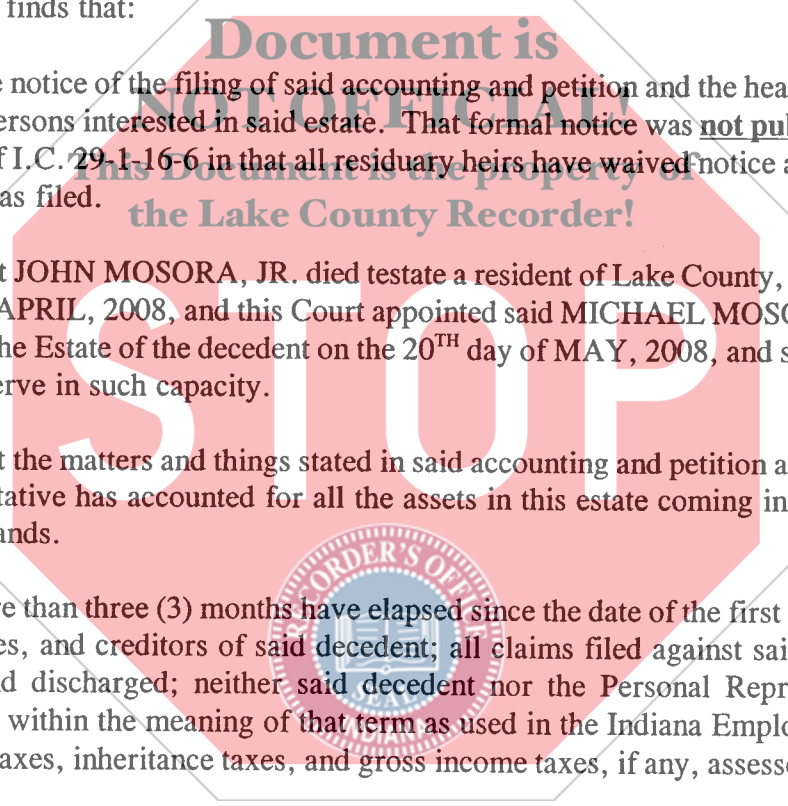 finds that:
Document is
NOT OFFICIAL!
This Document is the property of
the Lake County Recorder!
notice of the filing of said accounting and petition and the hea
ersons interested in said estate. That formal notice was not pul
f I.C. 29-1-16-6 in that all residuary heirs have waived notice a
as filed.
t JOHN MOSORA, JR. died testate a resident of Lake County,
APRIL, 2008, and this Court appointed said MICHAEL MOSO
he Estate of the decedent on the 20TH day of MAY, 2008, and s
erve in such capacity.
STOP
t the matters and things stated in said accounting and petition a
tative has accounted for all the assets in this estate coming in
ands.
RECORDER'S OFFICE
SEAL
re than three (3) months have elapsed since the date of the first
es, and creditors of said decedent; all claims filed against sai
d discharged; neither said decedent nor the Personal Repr
within the meaning of that term as used in the Indiana Emplo
axes, inheritance taxes, and gross income taxes, if any, assess